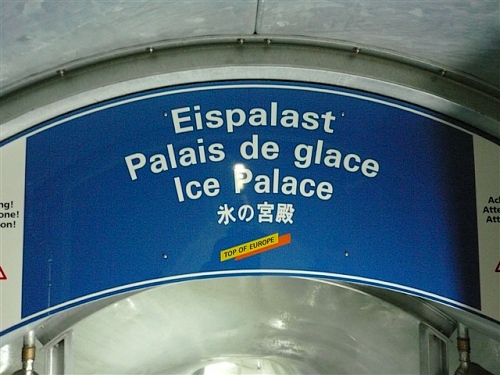 Eispalast
Palais de glace
Ice Palace
氷の宮殿
TOP OF EUROPE